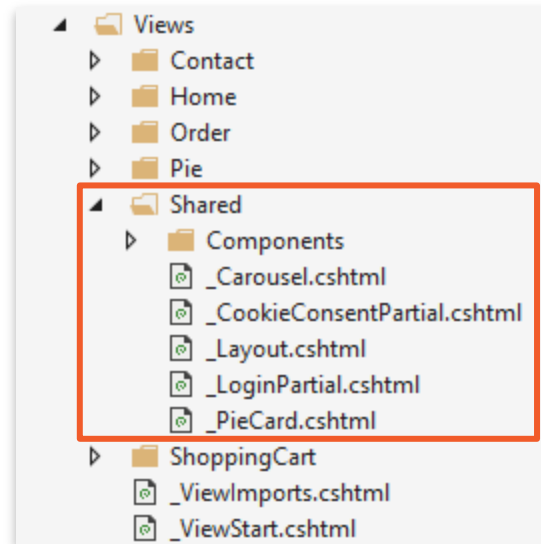 Views
Contact
Home
Order
Pie
Shared
Components
_Carousel.cshtml
_CookieConsentPartial.cshtml
_Layout.cshtml
_LoginPartial.cshtml
_PieCard.cshtml
ShoppingCart
_ViewImports.cshtml
_ViewStart.cshtml